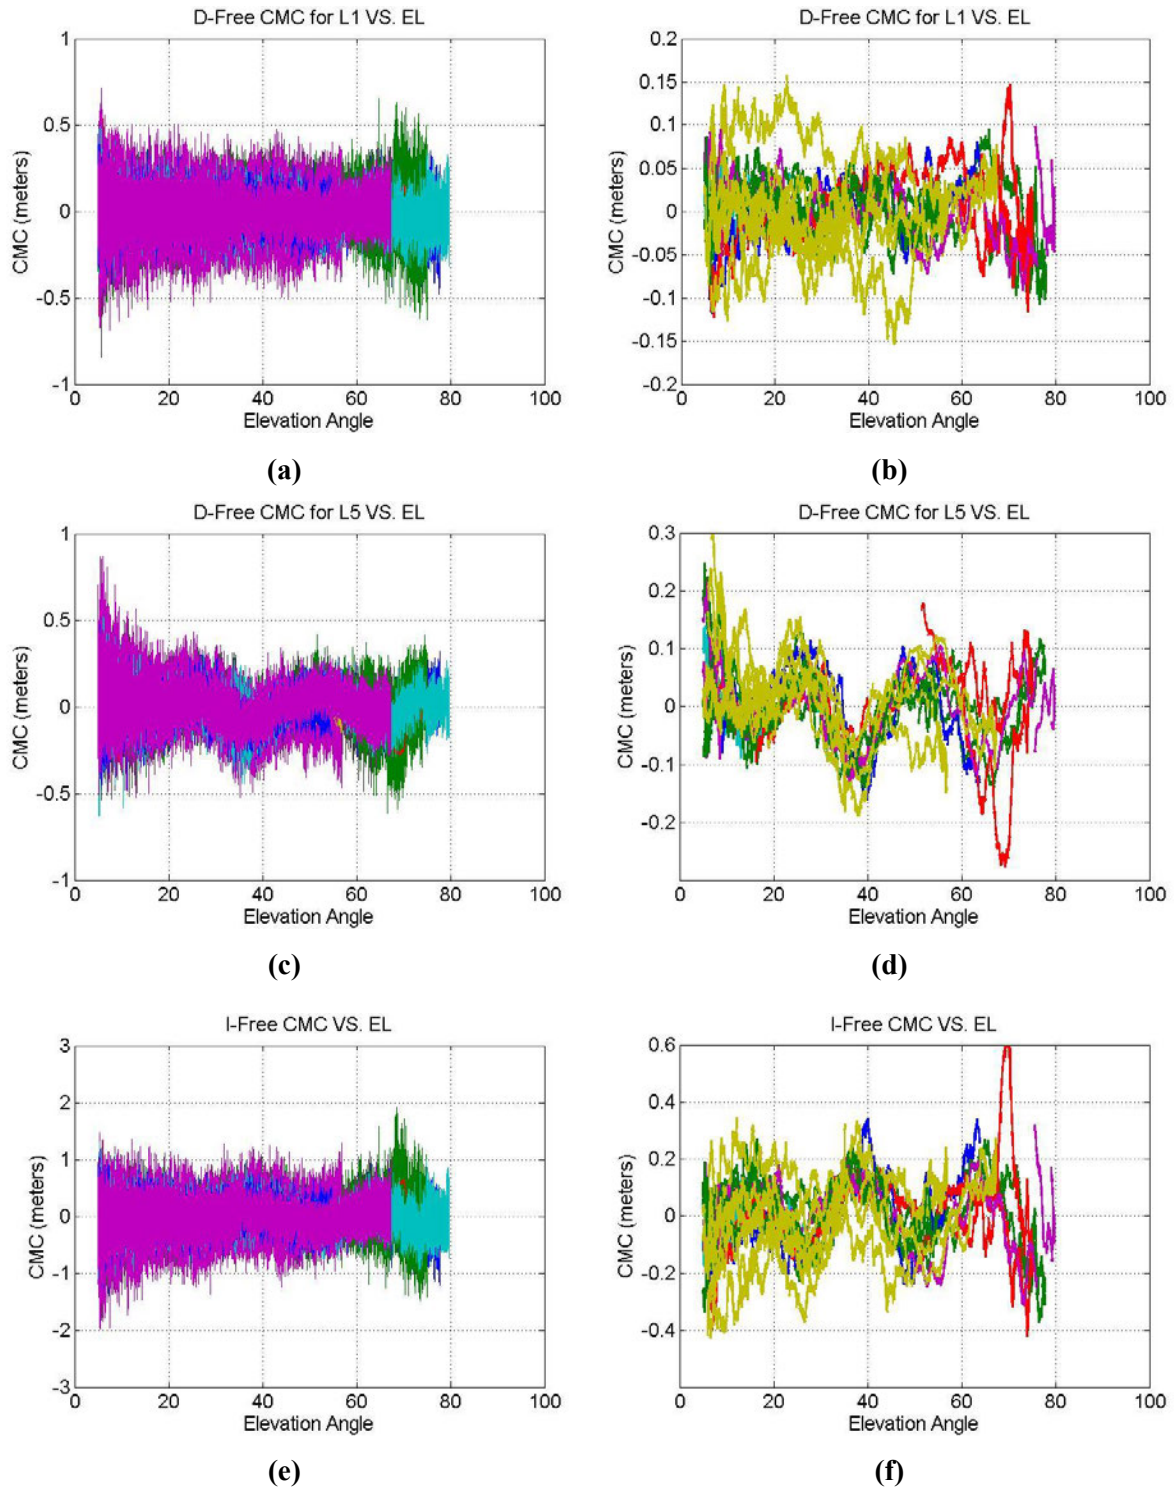 D-Free CMC for L1 VS. EL
1
0.5
0
-0.5
-1
CMC (meters)
0 20 40 60 80 100
Elevation Angle
(a)
D-Free CMC for L1 VS. EL
0.2
0.15
0.1
0.05
0
-0.05
-0.1
-0.15
-0.2
CMC (meters)
0 20 40 60 80 100
Elevation Angle
(b)
D-Free CMC for L5 VS. EL
1
0.5
0
-0.5
-1
CMC (meters)
0 20 40 60 80 100
Elevation Angle
(c)
D-Free CMC for L5 VS. EL
0.3
0.2
0.1
0
-0.1
-0.2
CMC (meters)
0 20 40 60 80 100
Elevation Angle
(d)
I-Free CMC VS. EL
3
2
1
0
-1
-2
-3
CMC (meters)
0 20 40 60 80 100
Elevation Angle
(e)
I-Free CMC VS. EL
0.6
0.4
0.2
0
-0.2
-0.4
CMC (meters)
0 20 40 60 80 100
Elevation Angle
(f)